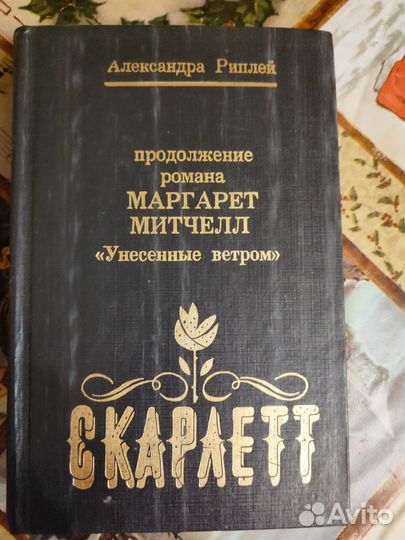 Александра Риплей
продолжение
романа
МАРГАРЕТ
МИТЧЕЛЛ
«Унесенные ветром»
СКАРЛЕТТ
Avito